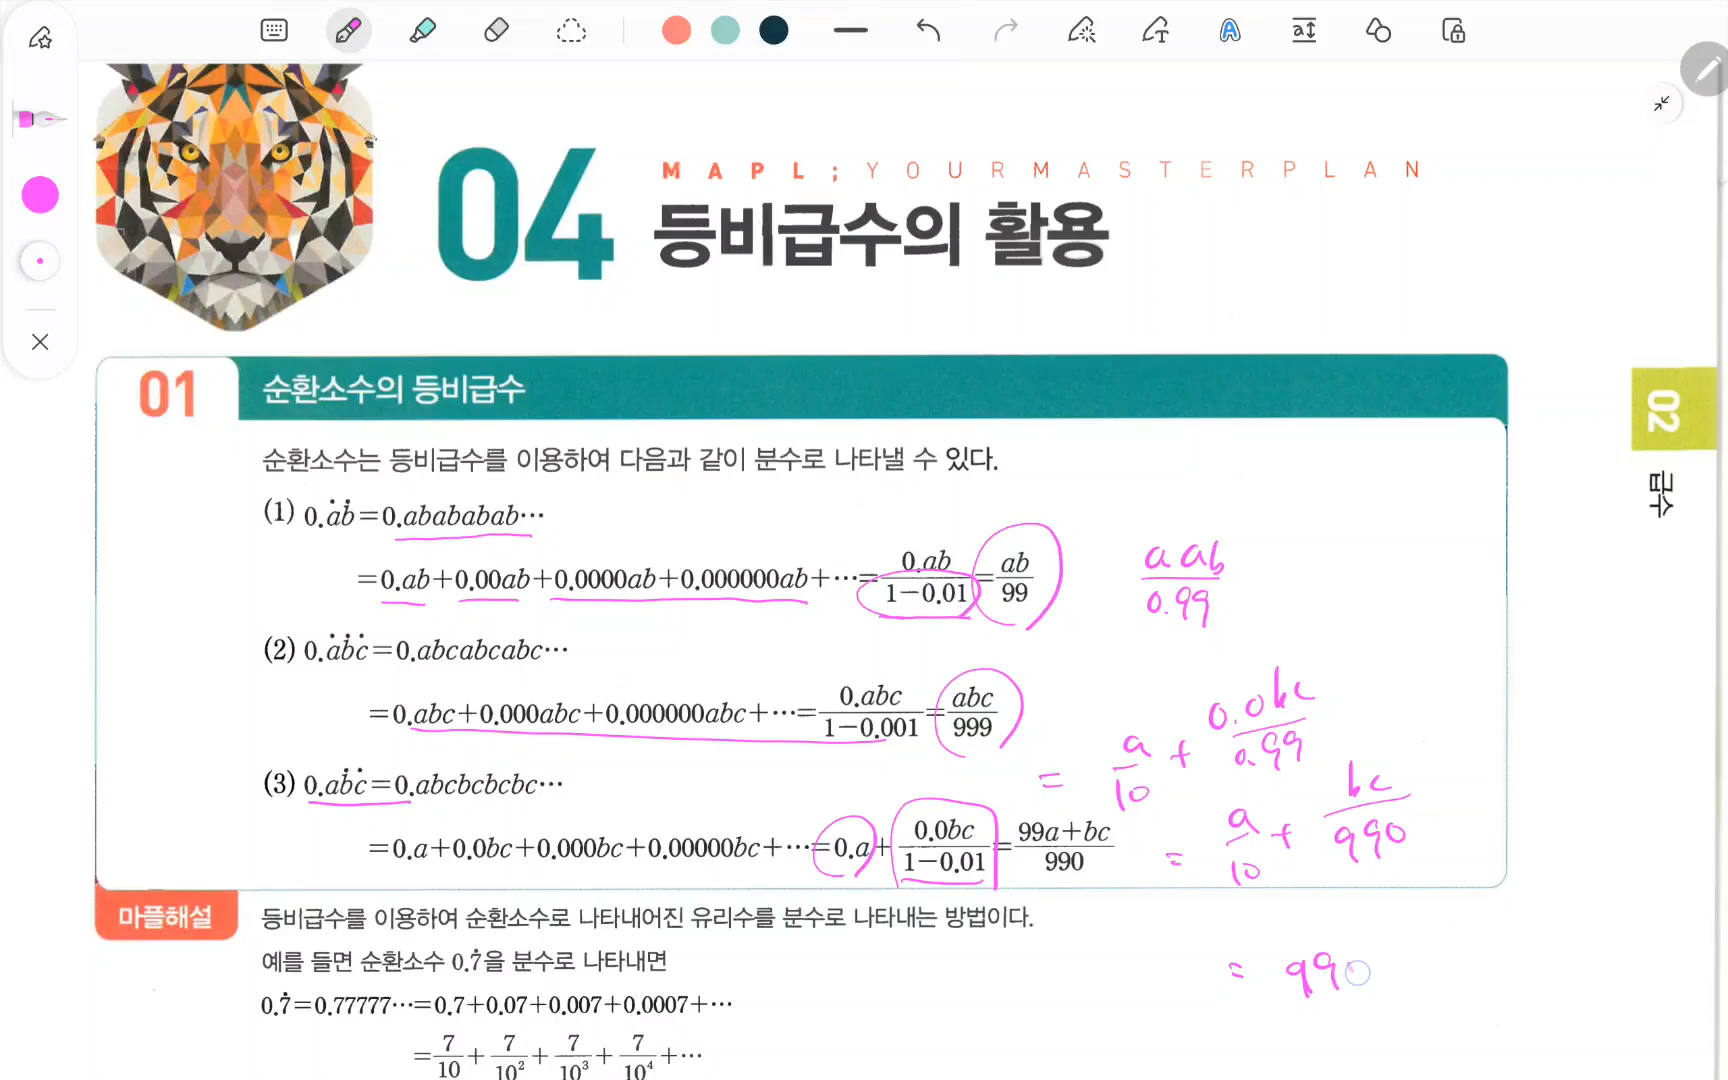 MAPL; YOURMASTERPLAN
04 등비급수의 활용
01 순환소수의 등비급수
02 급수
순환소수는 등비급수를 이용하여 다음과 같이 분수로 나타낼 수 있다.
(1) 0.ȧḃ=0.abababab⋯
=0.ab+0.00ab+0.0000ab+0.000000ab+⋯=0.ab/(1−0.01)=ab/99
a ab/0.99
(2) 0.ȧḃċ=0.abcabcabc⋯
=0.abc+0.000abc+0.000000abc+⋯=0.abc/(1−0.001)=abc/999
= a/10 + 0.0bc/0.99
(3) 0.aḃċ=0.abcbcbcbc⋯
=0.a+0.0bc+0.000bc+0.00000bc+⋯=0.a+0.0bc/(1−0.01)=(99a+bc)/990
= a/10 + bc/990
마플해설 등비급수를 이용하여 순환소수로 나타내어진 유리수를 분수로 나타내는 방법이다.
예를 들면 순환소수 0.7̇을 분수로 나타내면
= 99
0.7̇=0.77777⋯=0.7+0.07+0.007+0.0007+⋯
=7/10+7/10²+7/10³+7/10⁴+⋯